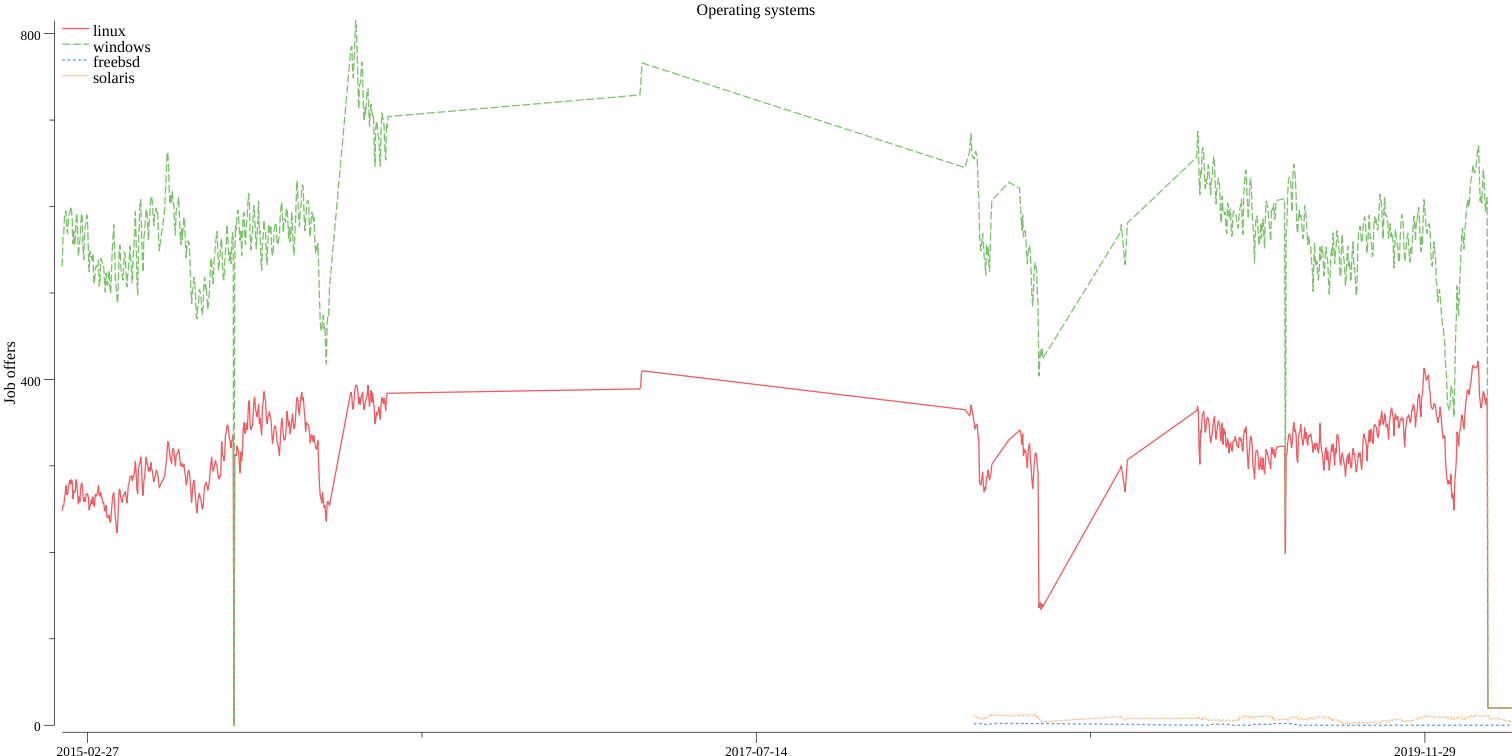 Operating systems
linux
windows
freebsd
solaris
800
400
0
Job offers
2015-02-27
2017-07-14
2019-11-29